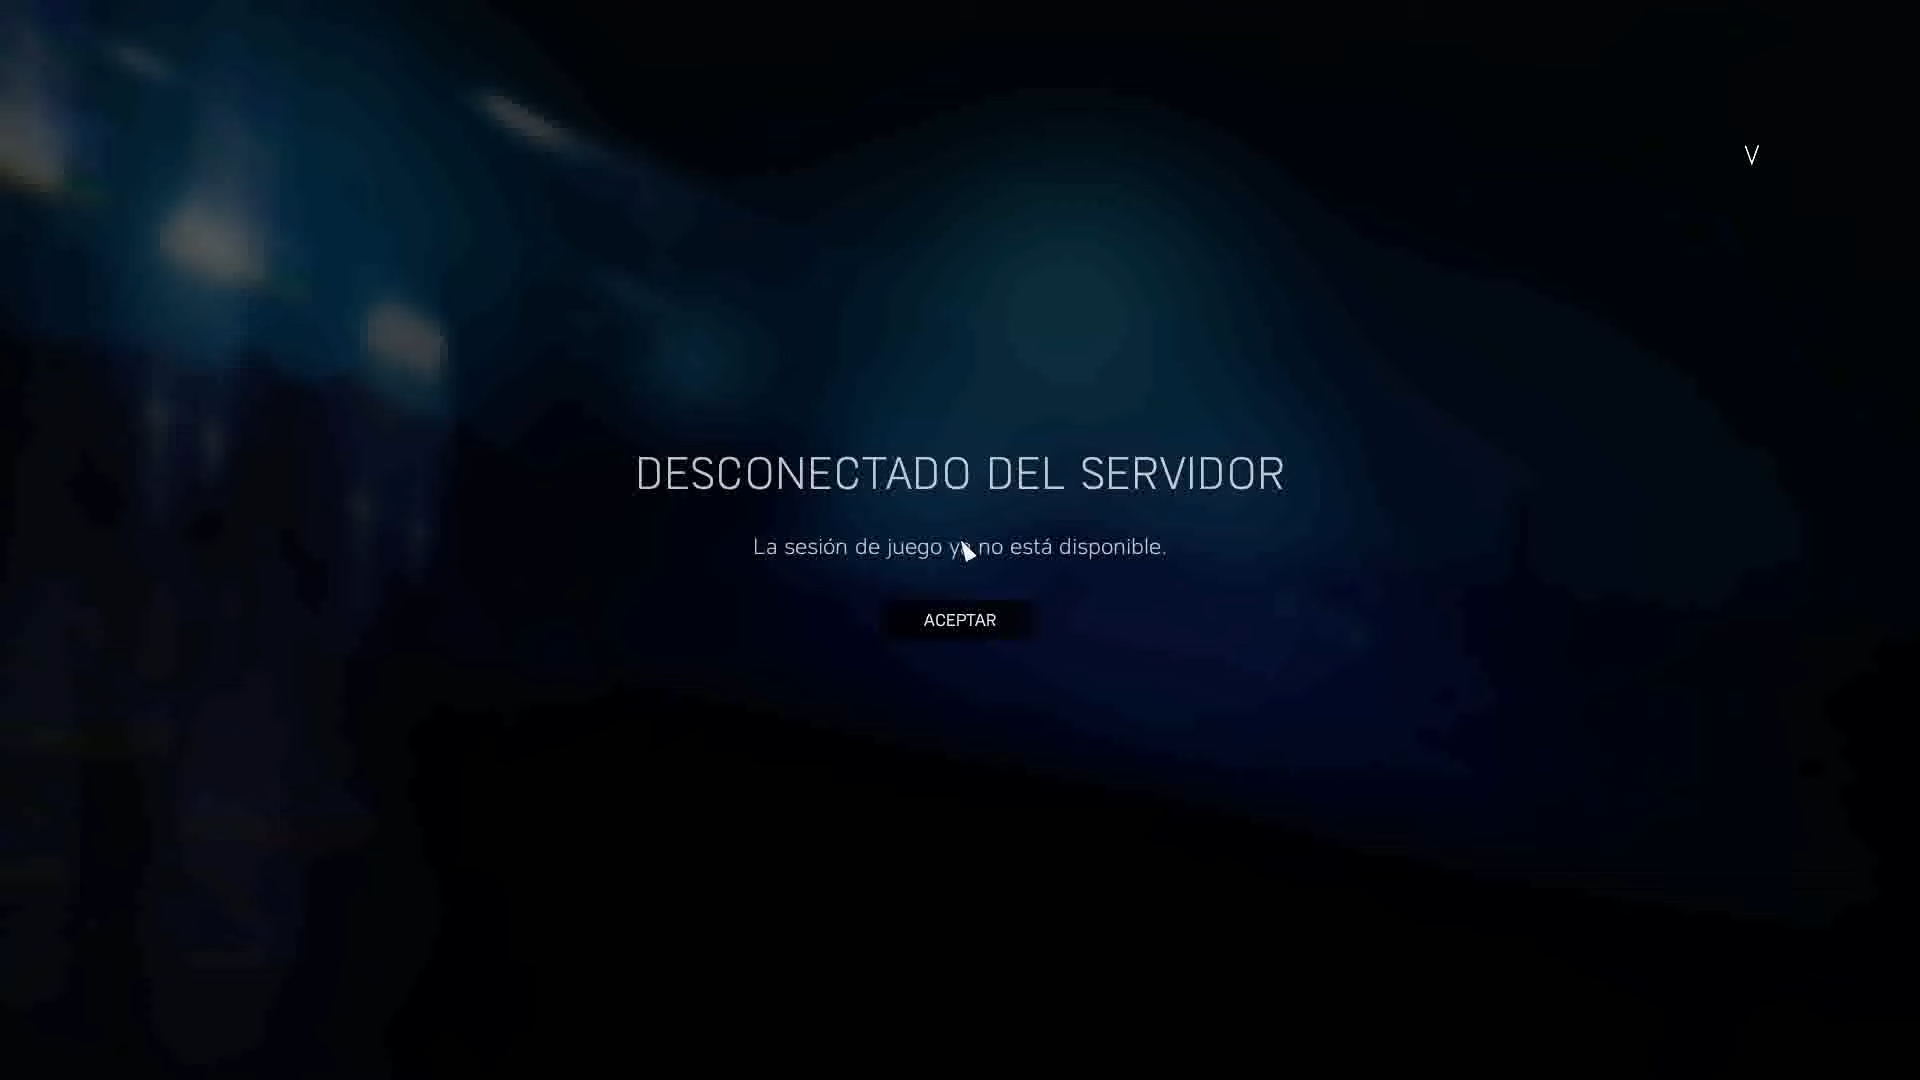 V
DESCONECTADO DEL SERVIDOR
La sesión de juego ya no está disponible.
ACEPTAR